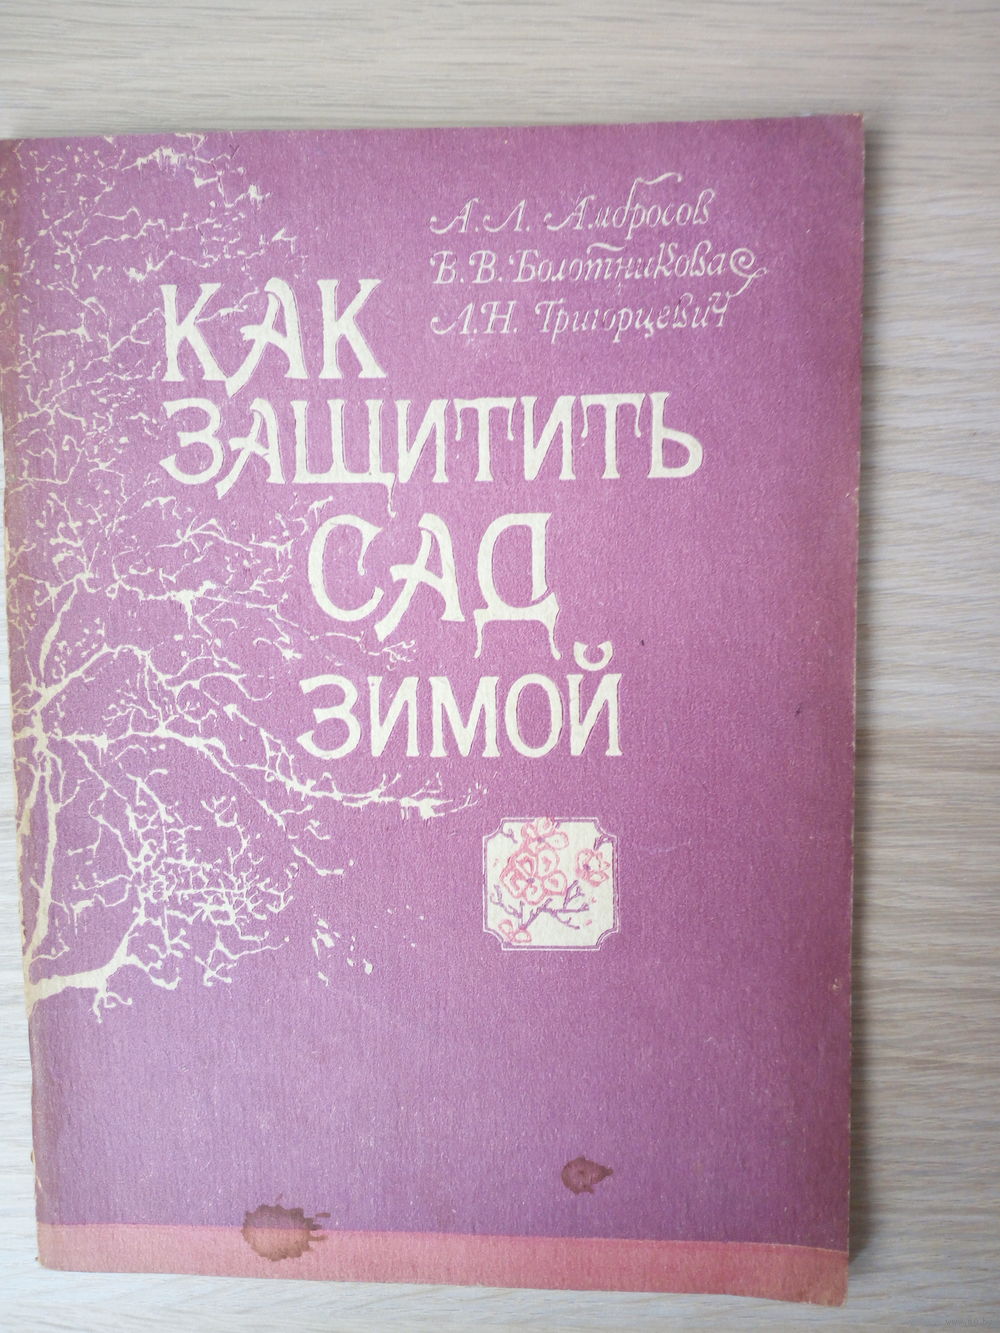 А.Л. Амбросов
В.В. Болотникова
Л.Н. Григорцевич
КАК
ЗАЩИТИТЬ
САД
ЗИМОЙ